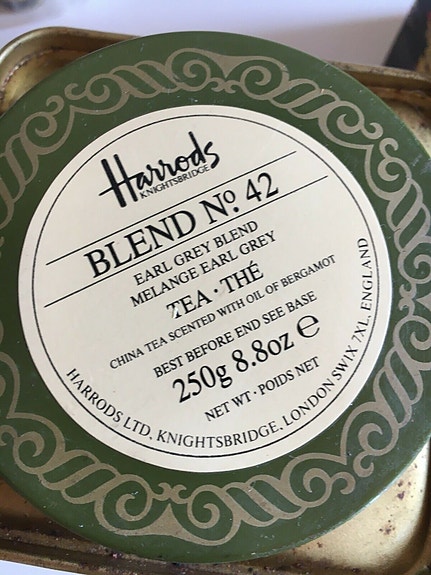 Harrods
KNIGHTSBRIDGE
BLEND Nº. 42
EARL GREY BLEND
MELANGE EARL GREY
TEA · THÉ
CHINA TEA SCENTED WITH OIL OF BERGAMOT
BEST BEFORE END SEE BASE
250g 8.8oz ℮
NET WT · POIDS NET
HARRODS LTD, KNIGHTSBRIDGE, LONDON SWIX 7XL, ENGLAND